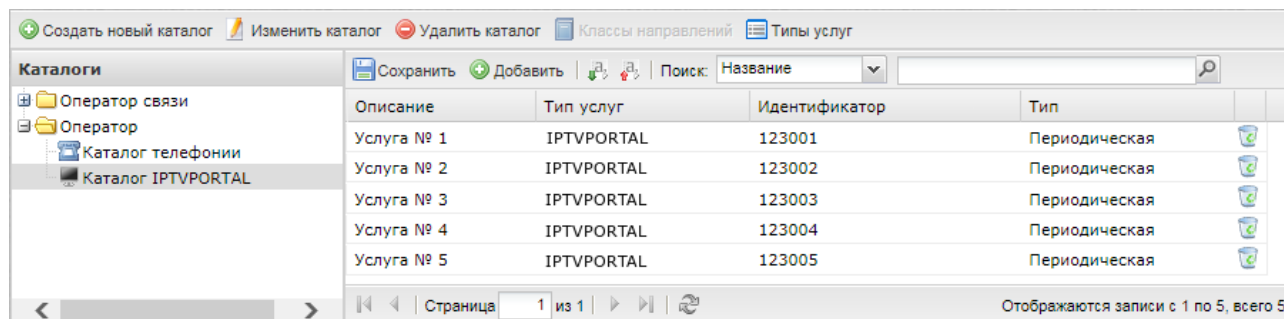 Создать новый каталог Изменить каталог Удалить каталог Классы направлений Типы услуг
Каталоги
Оператор связи
Оператор
Каталог телефонии
Каталог IPTVPORTAL
Сохранить Добавить Поиск: Название
Описание Тип услуг Идентификатор Тип
Услуга № 1 IPTVPORTAL 123001 Периодическая
Услуга № 2 IPTVPORTAL 123002 Периодическая
Услуга № 3 IPTVPORTAL 123003 Периодическая
Услуга № 4 IPTVPORTAL 123004 Периодическая
Услуга № 5 IPTVPORTAL 123005 Периодическая
Страница 1 из 1 Отображаются записи с 1 по 5, всего 5